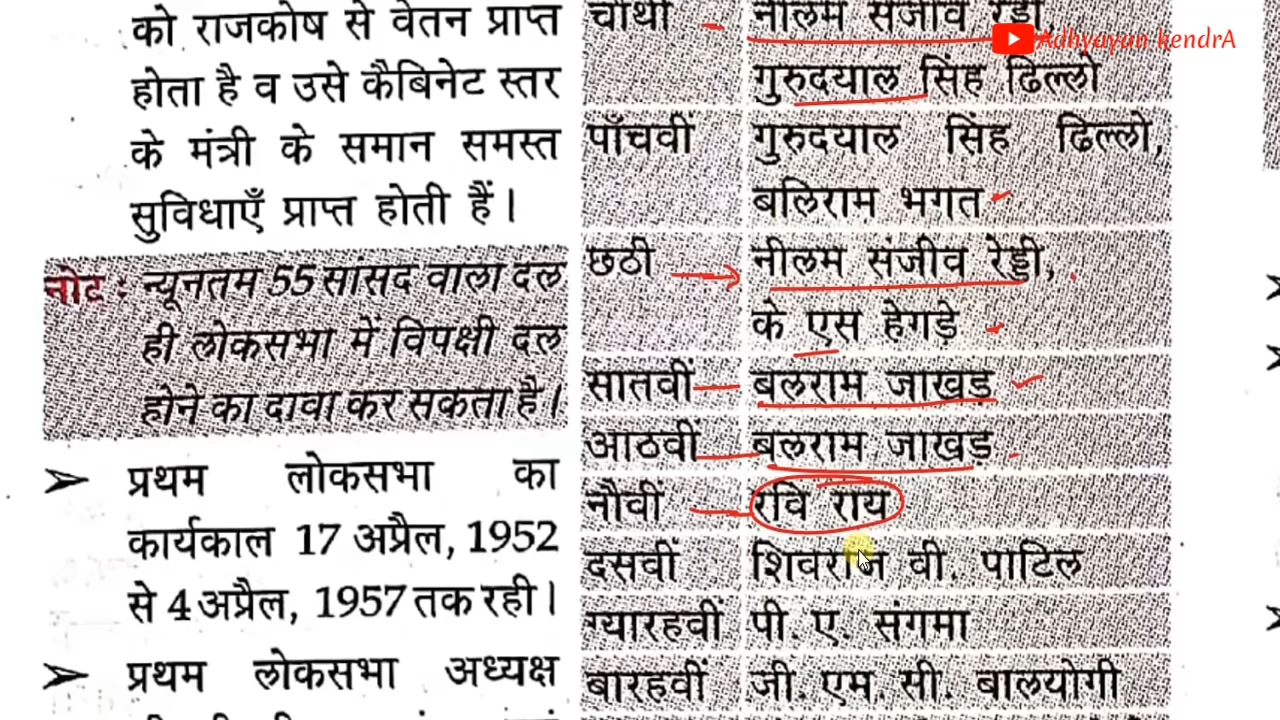 को राजकोष से वेतन प्राप्त
होता है व उसे कैबिनेट स्तर
के मंत्री के समान समस्त
सुविधाएँ प्राप्त होती हैं।
नोट : न्यूनतम 55 सांसद वाला दल
ही लोकसभा में विपक्षी दल
होने का दावा कर सकता है।
➢ प्रथम लोकसभा का
कार्यकाल 17 अप्रैल, 1952
से 4 अप्रैल, 1957 तक रही।
➢ प्रथम लोकसभा अध्यक्ष
चौथी नीलम संजीव रेड्डी,
गुरुदयाल सिंह ढिल्लो
पाँचवीं गुरुदयाल सिंह ढिल्लो,
बलिराम भगत
छठी नीलम संजीव रेड्डी,
के एस हेगड़े
सातवीं बलराम जाखड़
आठवीं बलराम जाखड़
नौवीं रवि राय
दसवीं शिवराज वी. पाटिल
ग्यारहवीं पी. ए. संगमा
बारहवीं जी. एम. सी. बालयोगी
Adhyayan kendrA